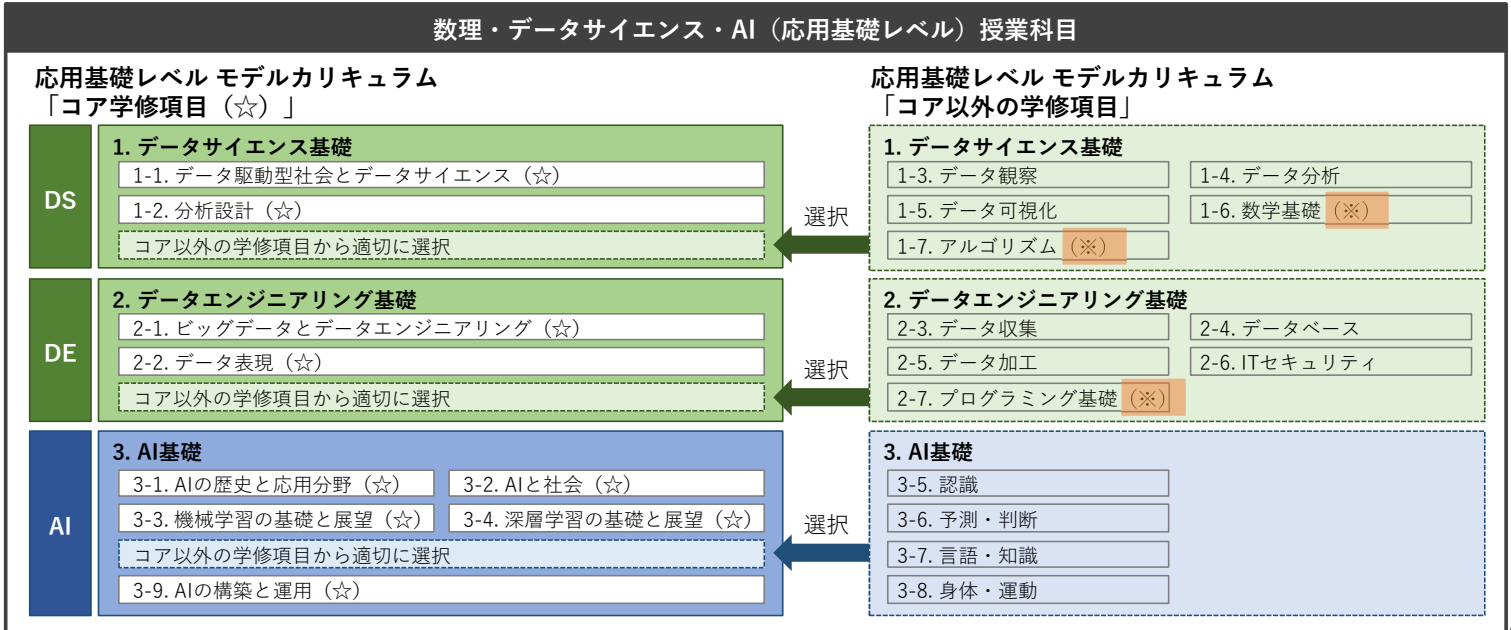 数理・データサイエンス・AI（応用基礎レベル）授業科目
応用基礎レベル モデルカリキュラム
「コア学修項目（☆）」
DS
1. データサイエンス基礎
1-1. データ駆動型社会とデータサイエンス（☆）
1-2. 分析設計（☆）
コア以外の学修項目から適切に選択
DE
2. データエンジニアリング基礎
2-1. ビッグデータとデータエンジニアリング（☆）
2-2. データ表現（☆）
コア以外の学修項目から適切に選択
AI
3. AI基礎
3-1. AIの歴史と応用分野（☆）
3-2. AIと社会（☆）
3-3. 機械学習の基礎と展望（☆）
3-4. 深層学習の基礎と展望（☆）
コア以外の学修項目から適切に選択
3-9. AIの構築と運用（☆）
選択
選択
選択
応用基礎レベル モデルカリキュラム
「コア以外の学修項目」
1. データサイエンス基礎
1-3. データ観察
1-4. データ分析
1-5. データ可視化
1-6. 数学基礎（※）
1-7. アルゴリズム（※）
2. データエンジニアリング基礎
2-3. データ収集
2-4. データベース
2-5. データ加工
2-6. ITセキュリティ
2-7. プログラミング基礎（※）
3. AI基礎
3-5. 認識
3-6. 予測・判断
3-7. 言語・知識
3-8. 身体・運動